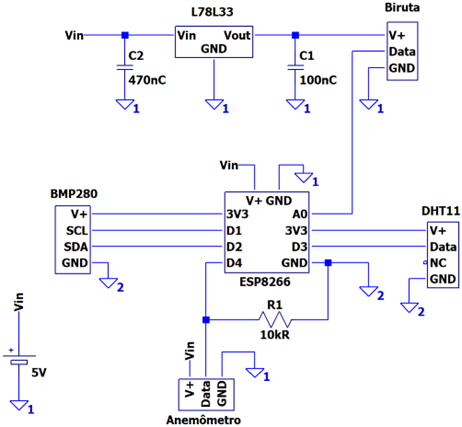 L78L33
Biruta
Vin
Vin
Vout
GND
V+
Data
GND
C2
470nC
C1
100nC
1
1
1
1
Vin
1
BMP280
V+ GND
DHT11
V+
3V3
A0
SCL
D1
3V3
V+
SDA
D2
D3
Data
GND
D4
GND
NC
GND
2
ESP8266
2
2
R1
10kR
Vin
Vin
+
5V
1
1
V+
Data
GND
Anemômetro